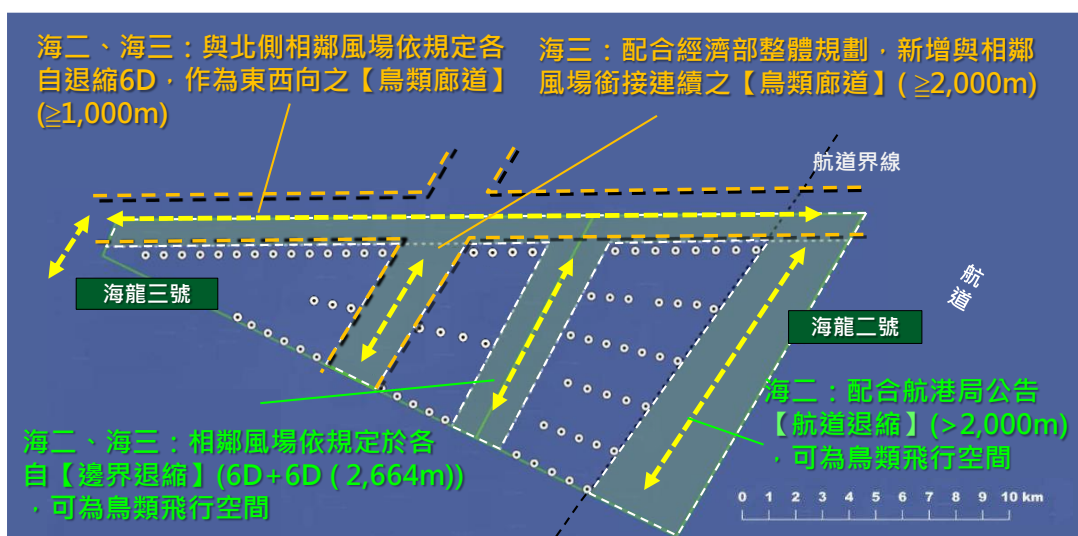 海二、海三：與北側相鄰風場依規定各
自退縮6D，作為東西向之【鳥類廊道】
(≧1,000m)
海三：配合經濟部整體規劃，新增與相鄰
風場銜接連續之【鳥類廊道】( ≧2,000m)
航道界線
航道
海龍三號
海龍二號
海二：配合航港局公告
【航道退縮】(>2,000m)
，可為鳥類飛行空間
海二、海三：相鄰風場依規定於各
自【邊界退縮】(6D+6D ( 2,664m))
，可為鳥類飛行空間
0 1 2 3 4 5 6 7 8 9 10 km